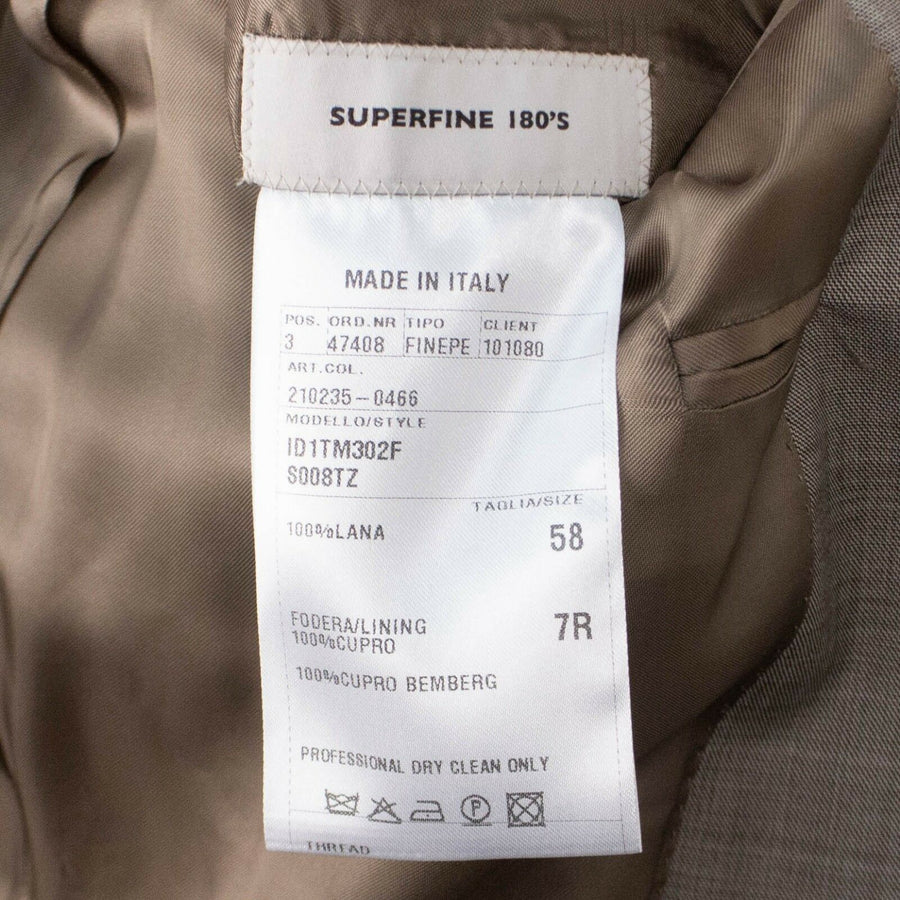 SUPERFINE 180'S
MADE IN ITALY
POS. ORD.NR TIPO CLIENT
3 47408 FINEPE 101080
ART.COL.
210235-0466
MODELLO/STYLE
ID1TM302F
S008TZ
TAGLIA/SIZE
100%LANA 58
FODERA/LINING 7R
100%CUPRO
100%CUPRO BEMBERG
PROFESSIONAL DRY CLEAN ONLY
P
THREAD